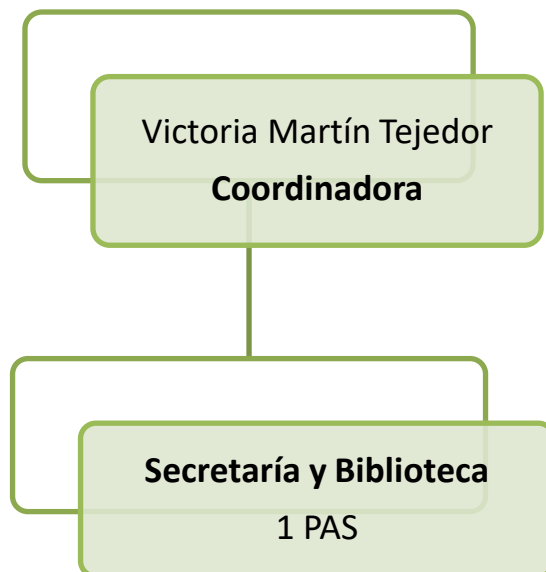 Victoria Martín Tejedor
Coordinadora
Secretaría y Biblioteca
1 PAS